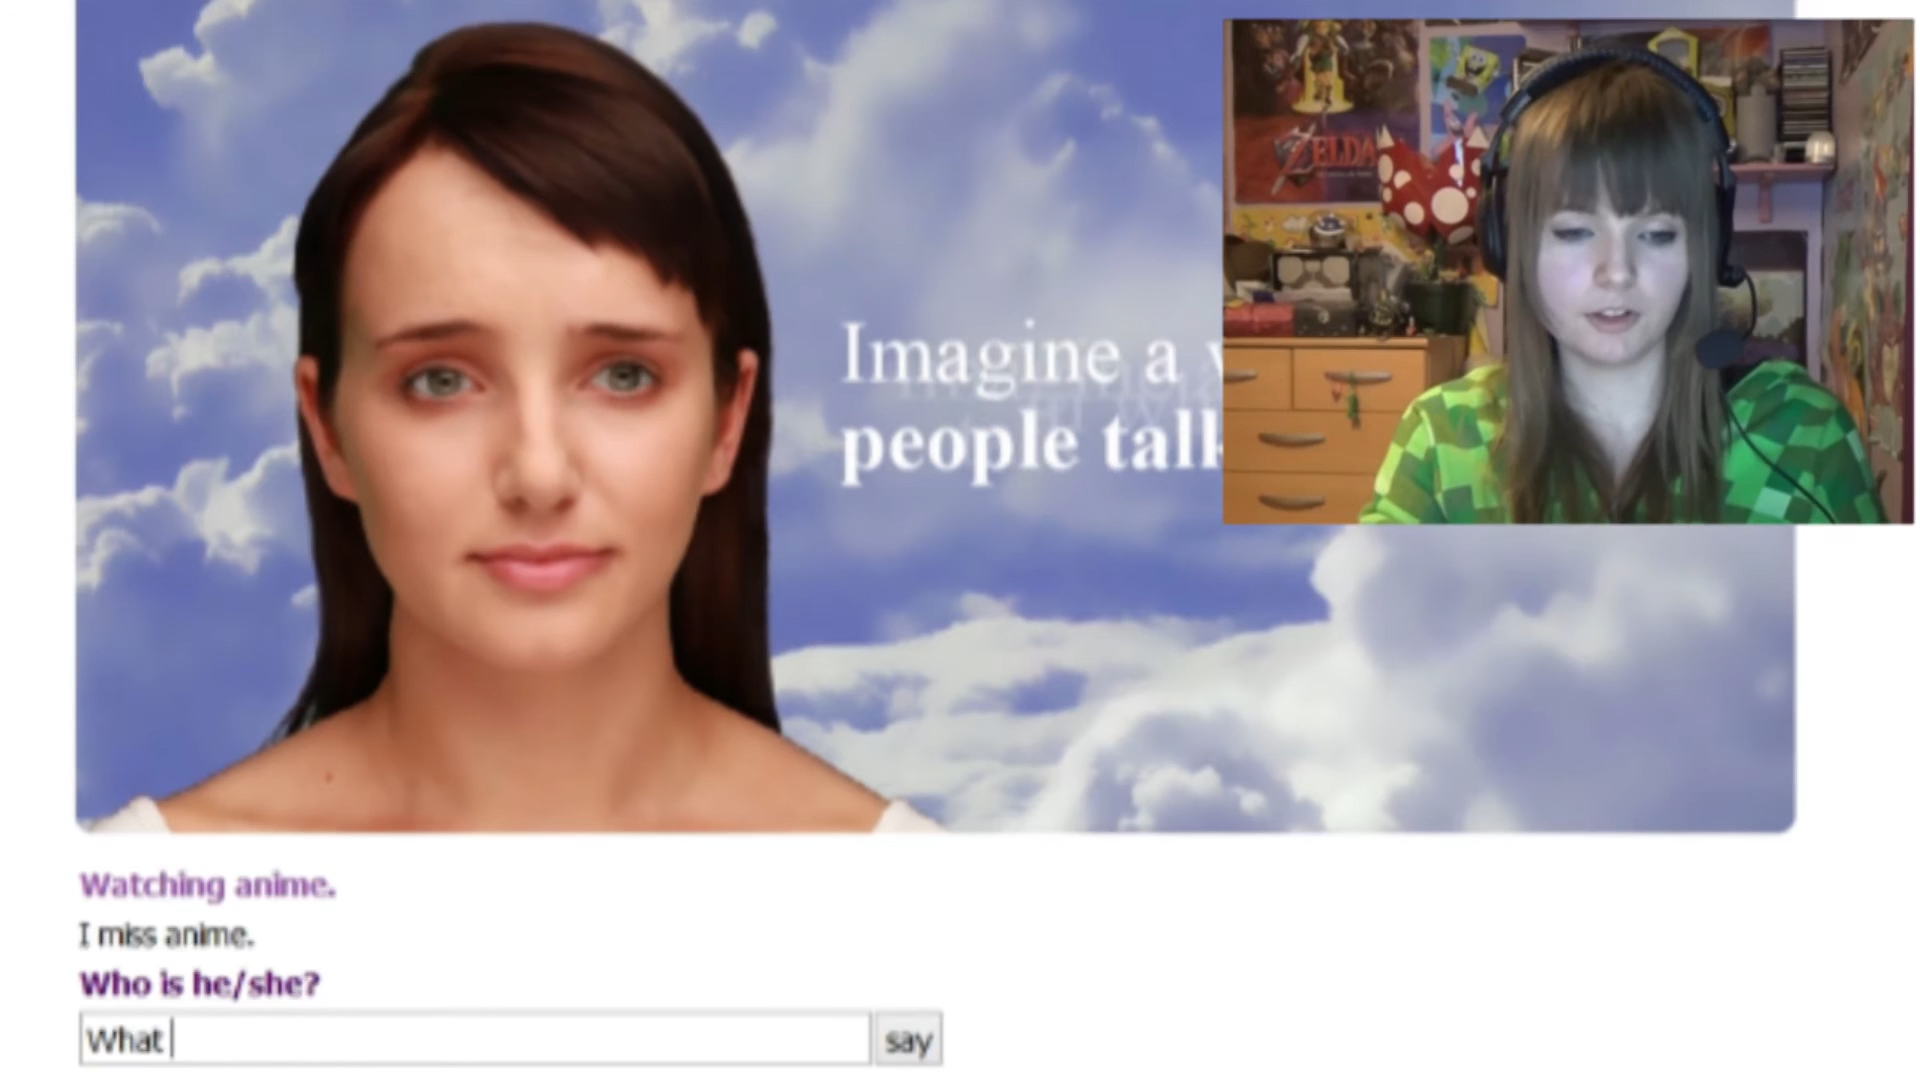 Imagine a
people talk
ZELDA
Watching anime.
I miss anime.
Who is he/she?
What
say